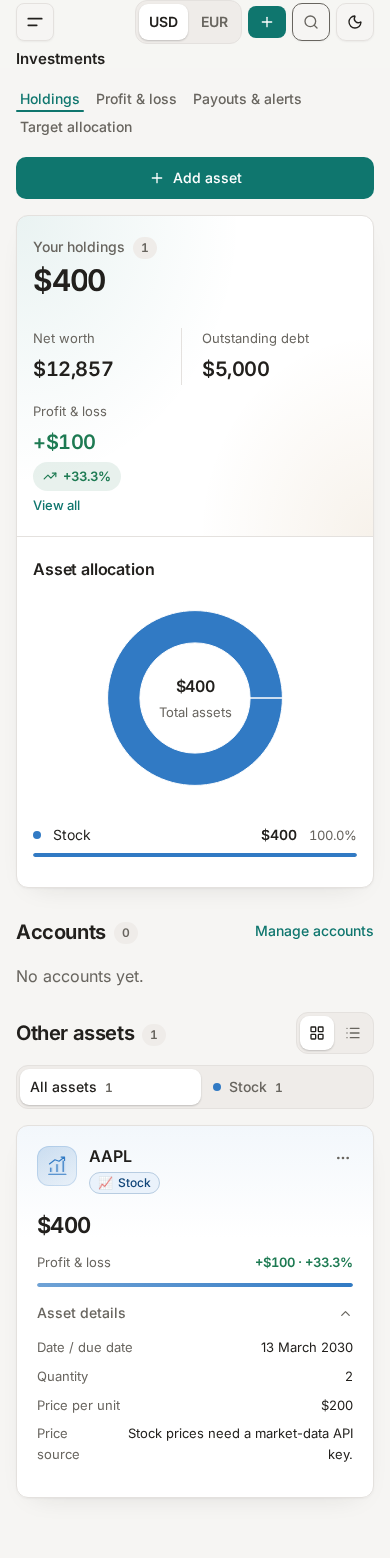 USD EUR
Investments
Holdings Profit & loss Payouts & alerts
Target allocation
+ Add asset
Your holdings 1
$400
Net worth Outstanding debt
$12,857 $5,000
Profit & loss
+$100
+33.3%
View all
Asset allocation
$400
Total assets
Stock $400 100.0%
Accounts 0 Manage accounts
No accounts yet.
Other assets 1
All assets 1 Stock 1
AAPL
📈 Stock
$400
Profit & loss +$100 · +33.3%
Asset details
Date / due date 13 March 2030
Quantity 2
Price per unit $200
Price Stock prices need a market-data API
source key.